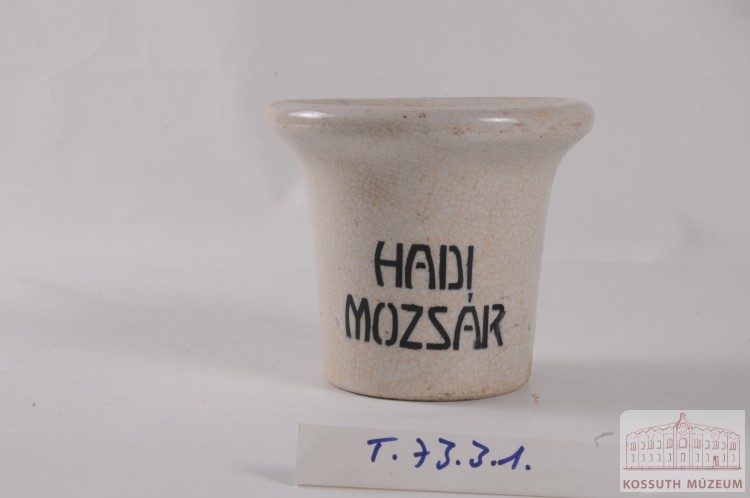 HADI
MOZSÁR
T.73.3.1.
KOSSUTH MÚZEUM